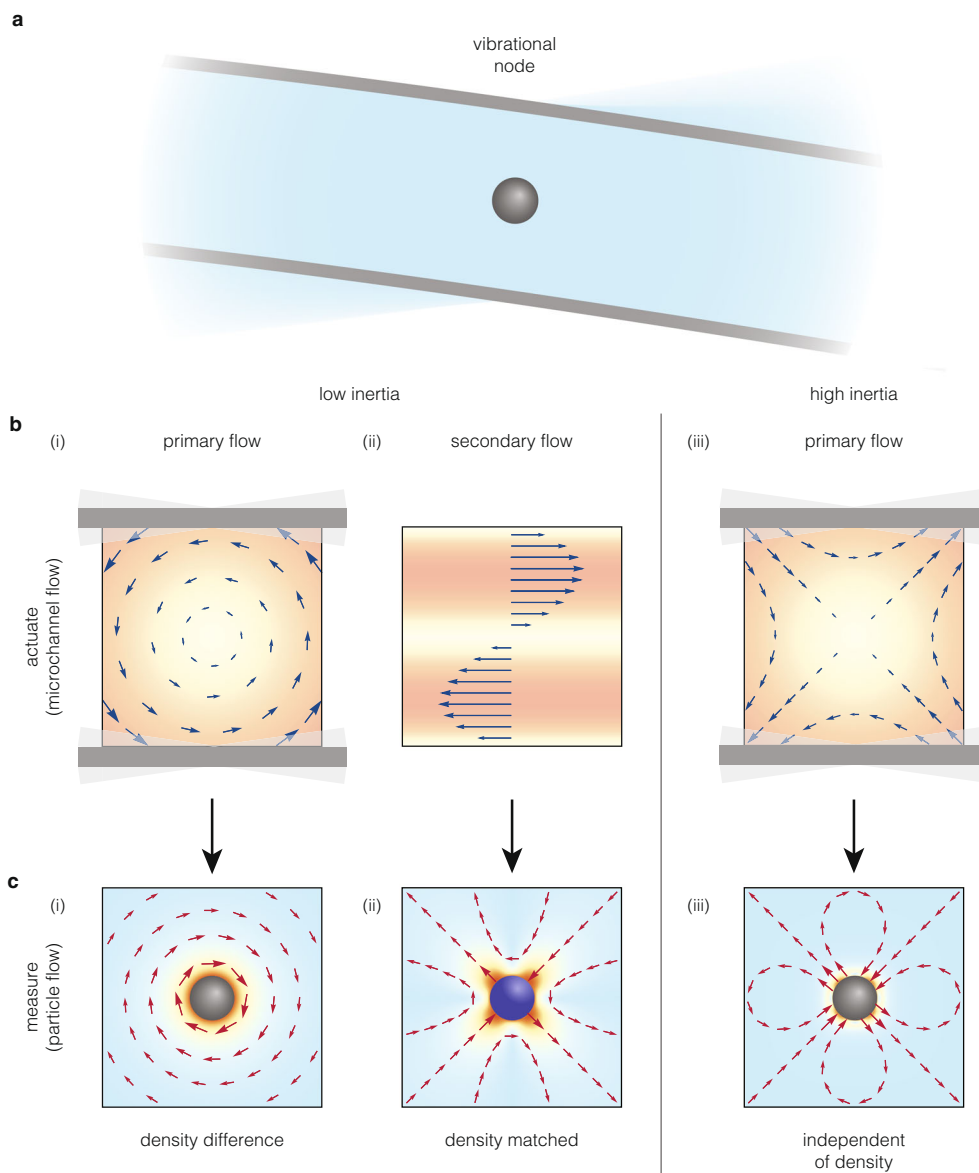 a
vibrational
node
low inertia
high inertia
b
(i)
primary flow
(ii)
secondary flow
(iii)
primary flow
actuate
(microchannel flow)
c
(i)
(ii)
(iii)
measure
(particle flow)
density difference
density matched
independent
of density